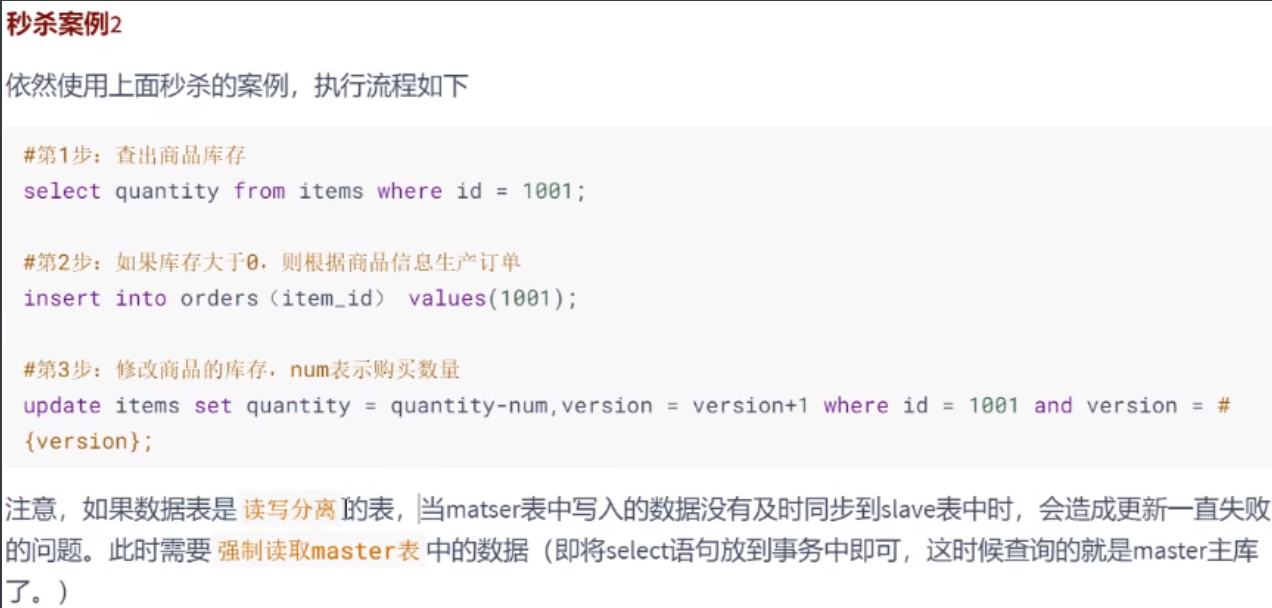 秒杀案例2
依然使用上面秒杀的案例，执行流程如下
#第1步：查出商品库存
select quantity from items where id = 1001;
#第2步：如果库存大于0，则根据商品信息生产订单
insert into orders（item_id） values(1001);
#第3步：修改商品的库存，num表示购买数量
update items set quantity = quantity-num,version = version+1 where id = 1001 and version = #
{version};
注意，如果数据表是 读写分离 的表，当matser表中写入的数据没有及时同步到slave表中时，会造成更新一直失败
的问题。此时需要 强制读取master表 中的数据（即将select语句放到事务中即可，这时候查询的就是master主库
了。）